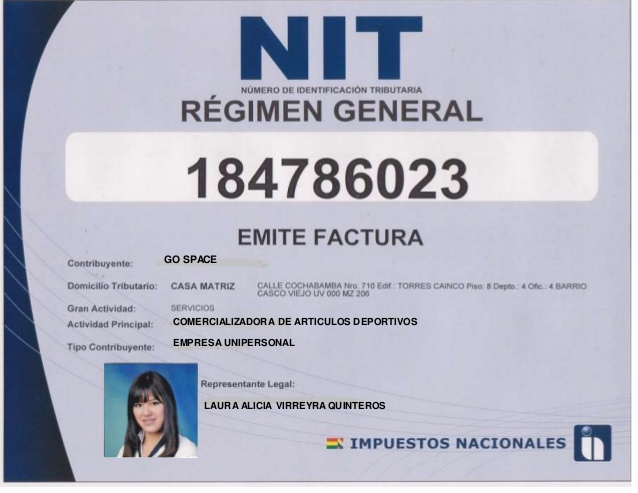 NIT
NÚMERO DE IDENTIFICACIÓN TRIBUTARIA
RÉGIMEN GENERAL
184786023
EMITE FACTURA
Contribuyente: GO SPACE
Domicilio Tributario: CASA MATRIZ CALLE COCHABAMBA Nro. 710 Edif.: TORRES CAINCO Piso: 8 Depto.: 4 Ofic.: 4 BARRIO
CASCO VIEJO UV 000 MZ 206
Gran Actividad: SERVICIOS
Actividad Principal: COMERCIALIZADORA DE ARTICULOS DEPORTIVOS
Tipo Contribuyente: EMPRESA UNIPERSONAL
Representante Legal:
LAURA ALICIA VIRREYRA QUINTEROS
IMPUESTOS NACIONALES in